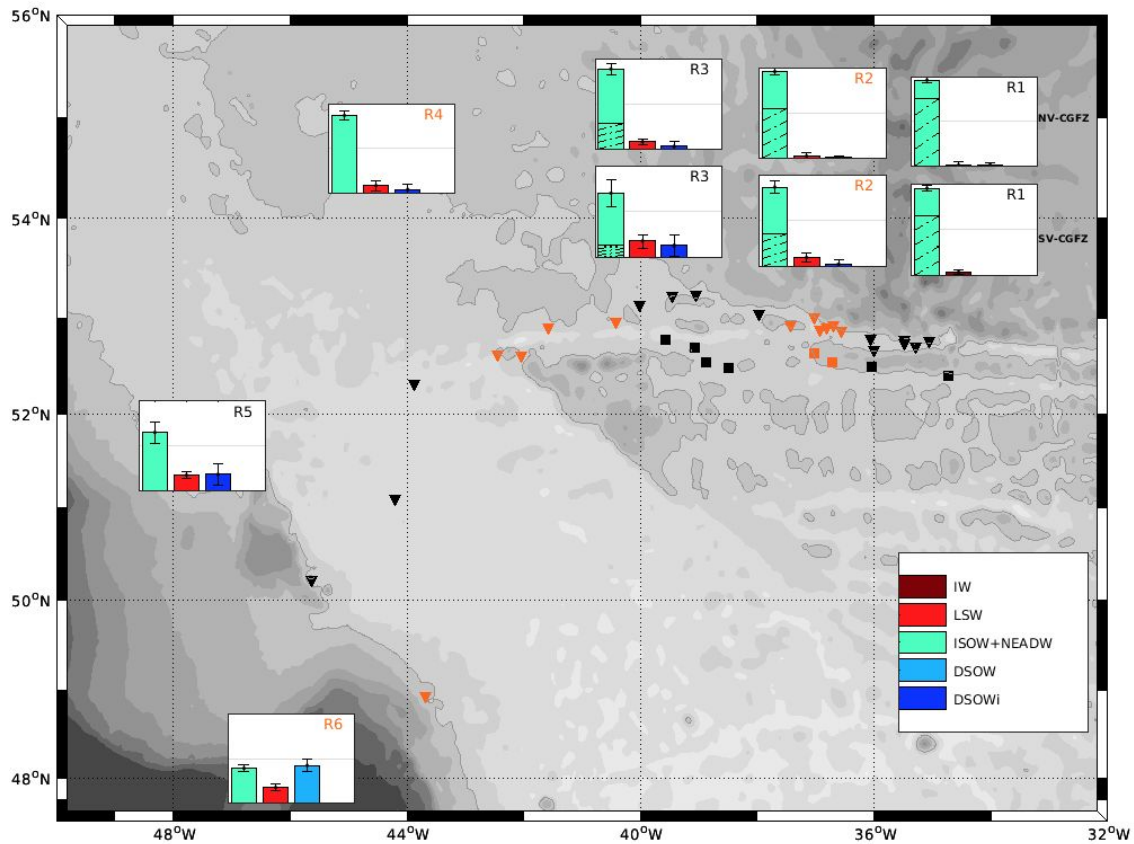 56°N
R3
R2
R1
NV-CGFZ
R4
R3
R2
R1
SV-CGFZ
54°N
52°N
R5
IW
LSW
ISOW+NEADW
DSOW
DSOWi
50°N
R6
48°N
48°W
44°W
40°W
36°W
32°W